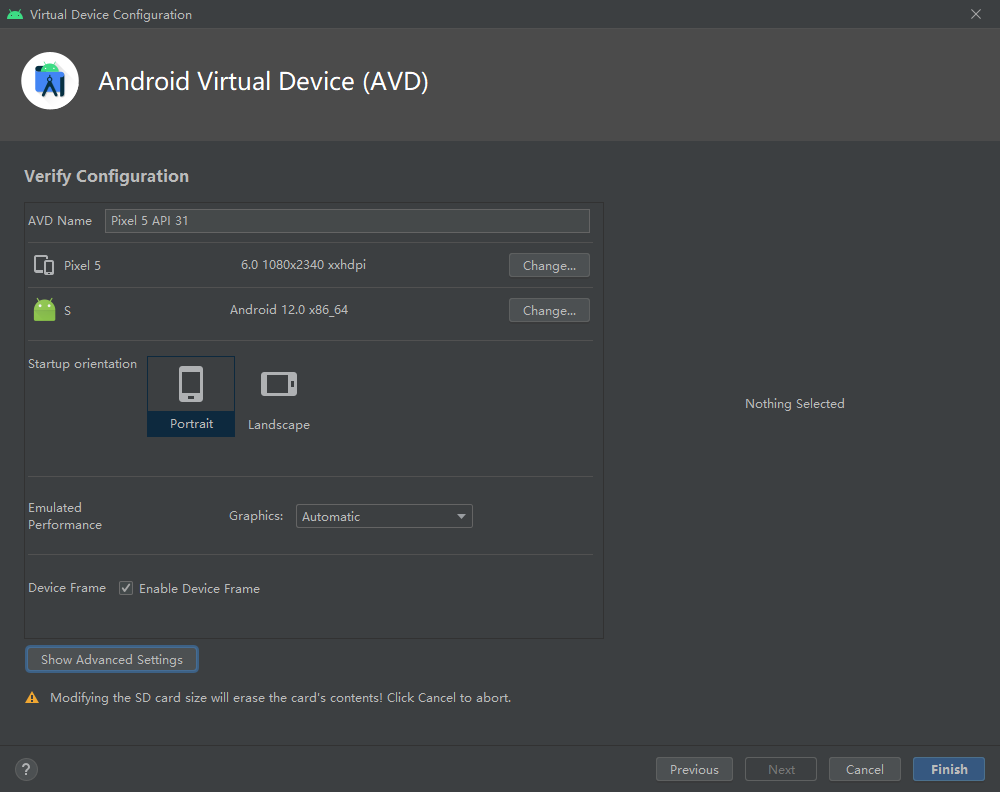 Virtual Device Configuration
Android Virtual Device (AVD)
Verify Configuration
AVD Name Pixel 5 API 31
Pixel 5 6.0 1080x2340 xxhdpi Change...
S Android 12.0 x86_64 Change...
Startup orientation
Portrait Landscape
Nothing Selected
Emulated
Performance
Graphics: Automatic
Device Frame Enable Device Frame
Show Advanced Settings
Modifying the SD card size will erase the card's contents! Click Cancel to abort.
? Previous Next Cancel Finish